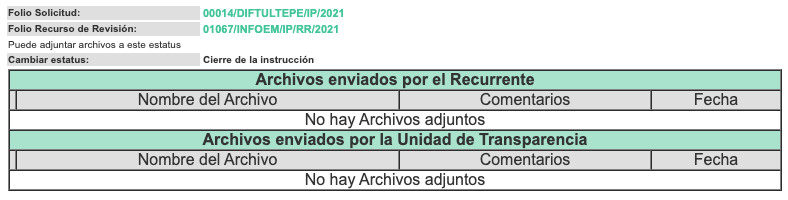 Folio Solicitud: 00014/DIFTULTEPE/IP/2021
Folio Recurso de Revisión: 01067/INFOEM/IP/RR/2021
Puede adjuntar archivos a este estatus
Cambiar estatus: Cierre de la instrucción
Archivos enviados por el Recurrente
Nombre del Archivo Comentarios Fecha
No hay Archivos adjuntos
Archivos enviados por la Unidad de Transparencia
Nombre del Archivo Comentarios Fecha
No hay Archivos adjuntos